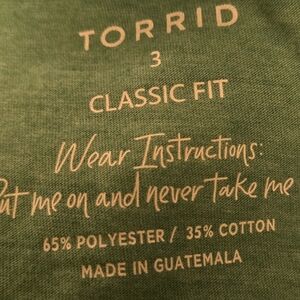 TORRID
3
CLASSIC FIT
Wear Instructions:
Put me on and never take me
65% POLYESTER / 35% COTTON
MADE IN GUATEMALA